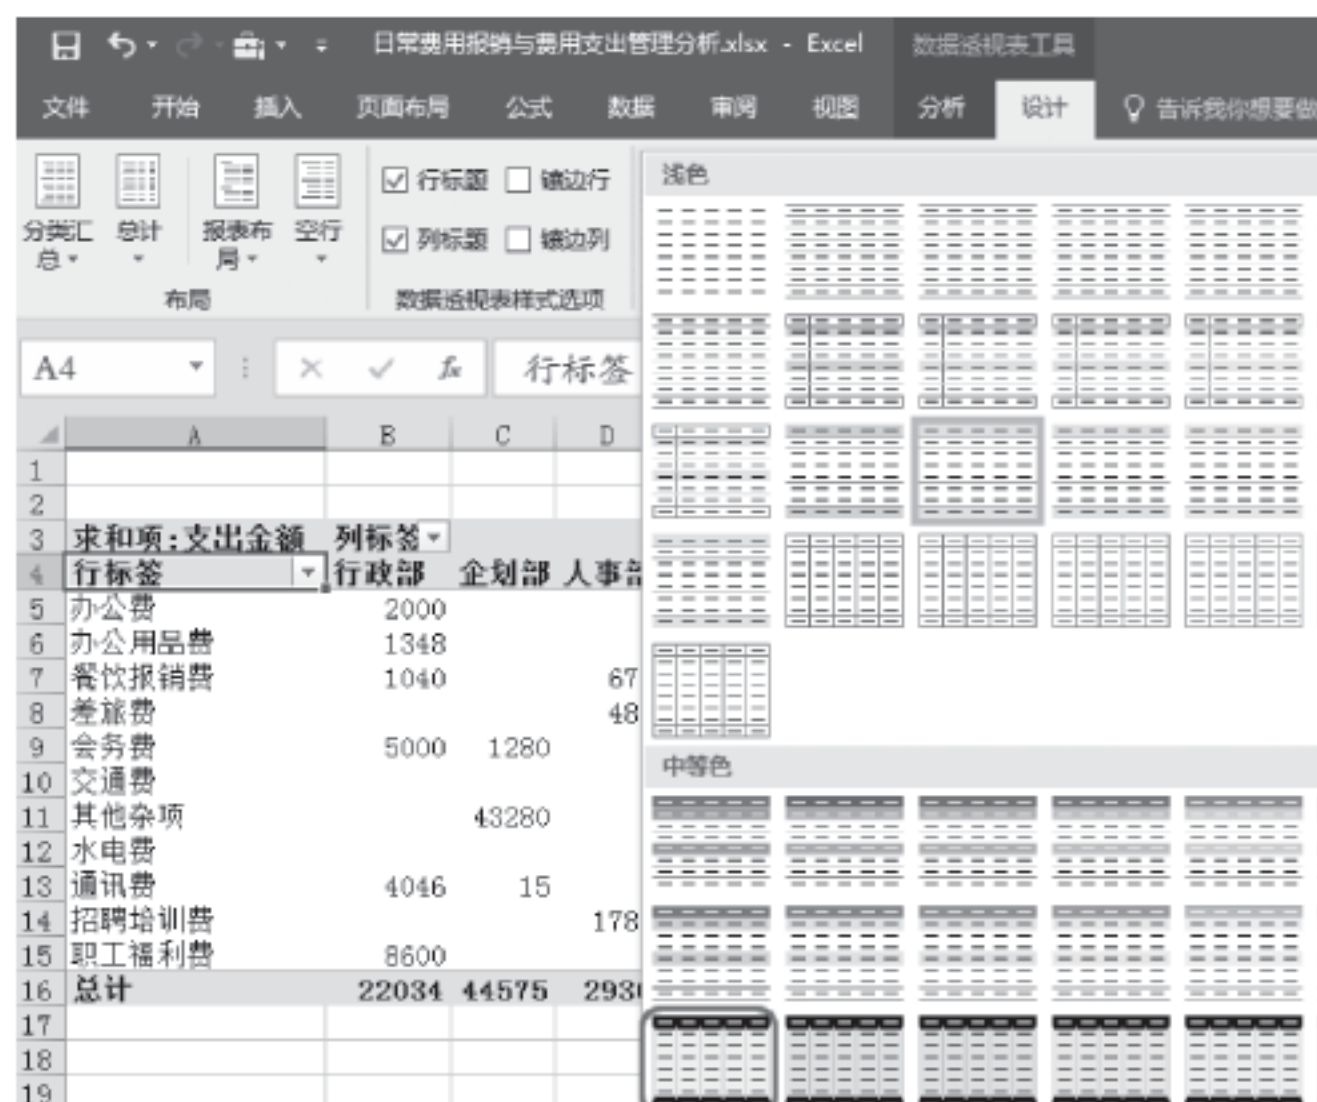 日常费用报销与费用支出管理分析.xlsx - Excel 数据透视表工具
文件 开始 插入 页面布局 公式 数据 审阅 视图 分析 设计 告诉我你想要做
分类汇总 总计 报表布局 空行
行标题 镶边行
列标题 镶边列
布局 数据透视表样式选项
浅色
A4 fx 行标签
A B C D
1
2
3 求和项:支出金额 列标签
4 行标签 行政部 企划部 人事部
5 办公费 2000
6 办公用品费 1348
7 餐饮报销费 1040 67
8 差旅费 48
9 会务费 5000 1280
10 交通费
11 其他杂项 43280
12 水电费
13 通讯费 4046 15
14 招聘培训费 178
15 职工福利费 8600
16 总计 22034 44575 293
17
18
19
中等色